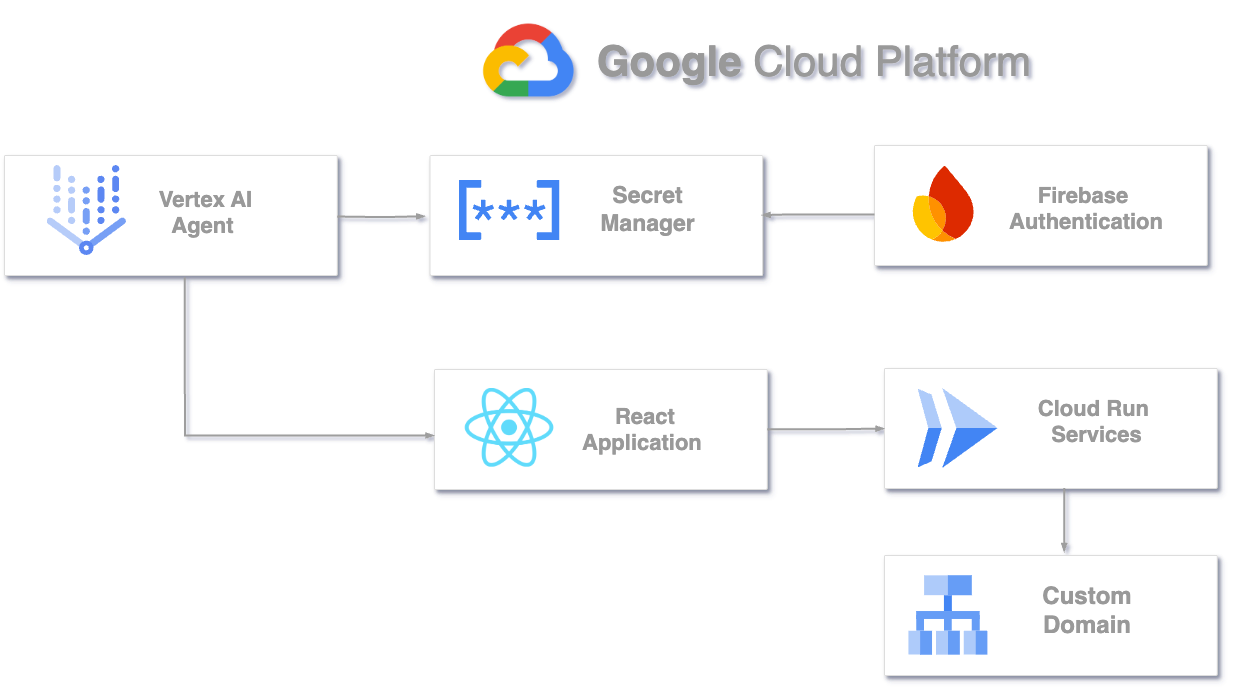 Google Cloud Platform
Vertex AI
Agent
[***]
Secret
Manager
Firebase
Authentication
React
Application
Cloud Run
Services
Custom
Domain